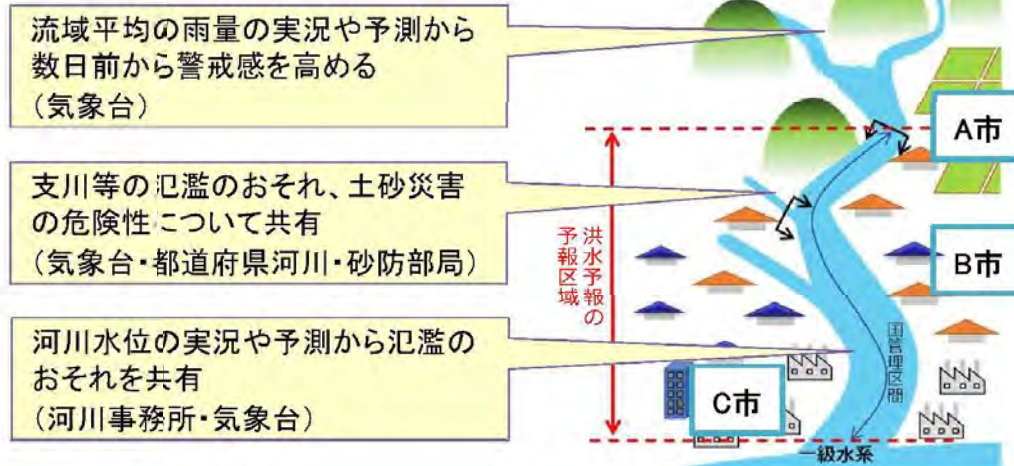 流域平均の雨量の実況や予測から
数日前から警戒感を高める
(気象台)
支川等の氾濫のおそれ、土砂災害
の危険性について共有
(気象台・都道府県河川・砂防部局)
河川水位の実況や予測から氾濫の
おそれを共有
(河川事務所・気象台)
洪水予報の
予報区域
A市
B市
C市
国管理区間
一級水系